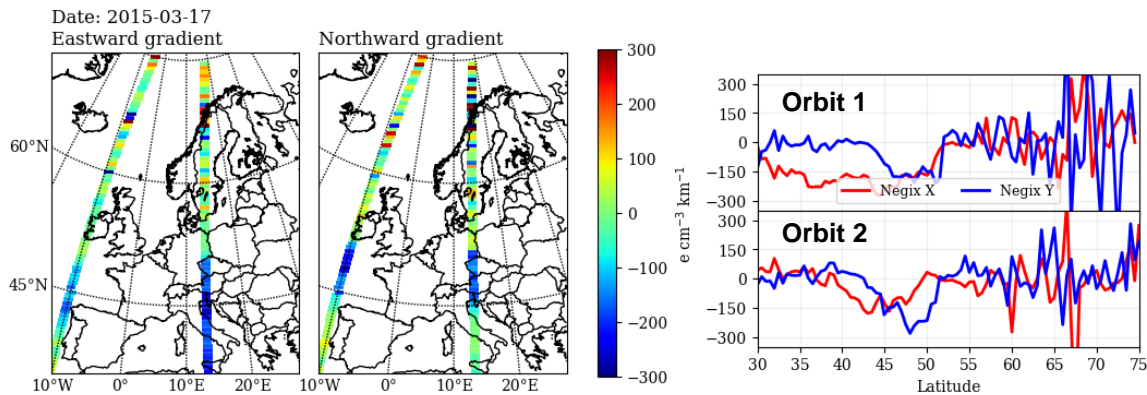 Date: 2015-03-17
Eastward gradient
Northward gradient
60°N
45°N
10°W
0°
10°E
20°E
10°W
0°
10°E
20°E
300
200
100
0
−100
−200
−300
e cm⁻³ km⁻¹
300
150
0
−150
−300
Orbit 1
Negix X
Negix Y
300
150
0
−150
−300
Orbit 2
30
35
40
45
50
55
60
65
70
75
Latitude